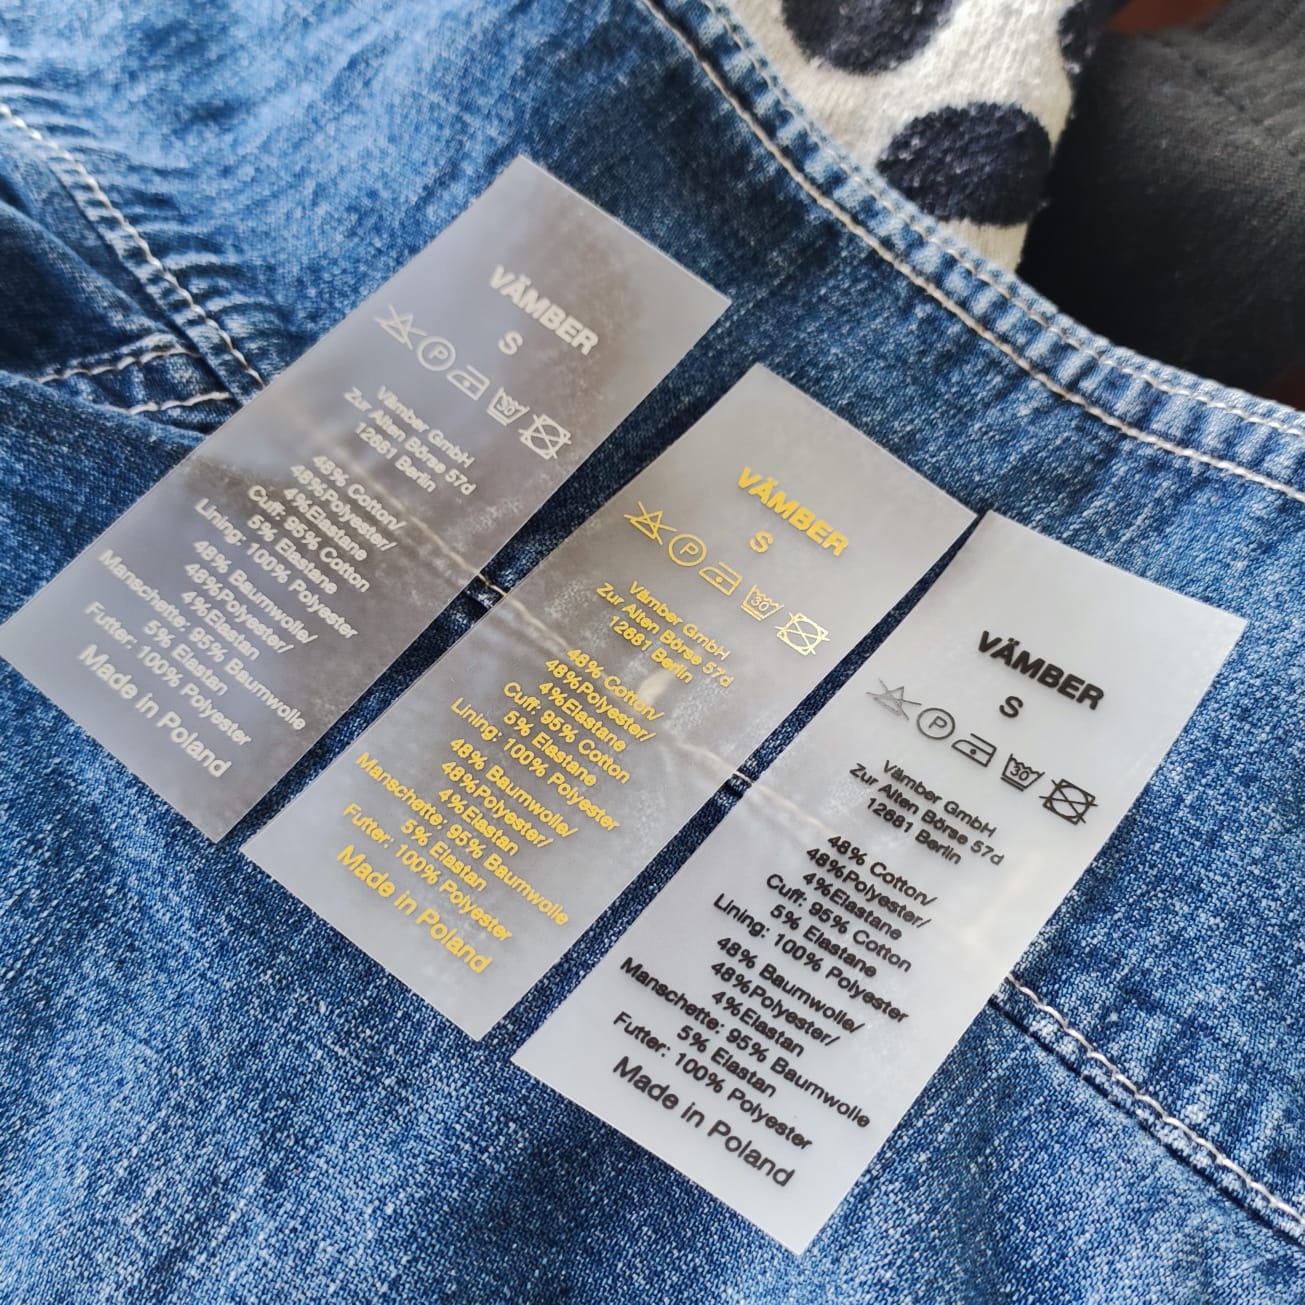 VÄMBER
S
P 30
Vämber GmbH
Zur Alten Börse 57d
12681 Berlin
48% Cotton/
48%Polyester/
4%Elastane
Cuff: 95% Cotton
5% Elastane
Lining: 100% Polyester
48% Baumwolle/
48%Polyester/
4%Elastan
Manschette: 95% Baumwolle
5% Elastan
Futter: 100% Polyester
Made in Poland
VÄMBER
S
P 30
Vämber GmbH
Zur Alten Börse 57d
12681 Berlin
48% Cotton/
48%Polyester/
4%Elastane
Cuff: 95% Cotton
5% Elastane
Lining: 100% Polyester
48% Baumwolle/
48%Polyester/
4%Elastan
Manschette: 95% Baumwolle
5% Elastan
Futter: 100% Polyester
Made in Poland
VÄMBER
S
P 30
Vämber GmbH
Zur Alten Börse 57d
12681 Berlin
48% Cotton/
48%Polyester/
4%Elastane
Cuff: 95% Cotton
5% Elastane
Lining: 100% Polyester
48% Baumwolle/
48%Polyester/
4%Elastan
Manschette: 95% Baumwolle
5% Elastan
Futter: 100% Polyester
Made in Poland